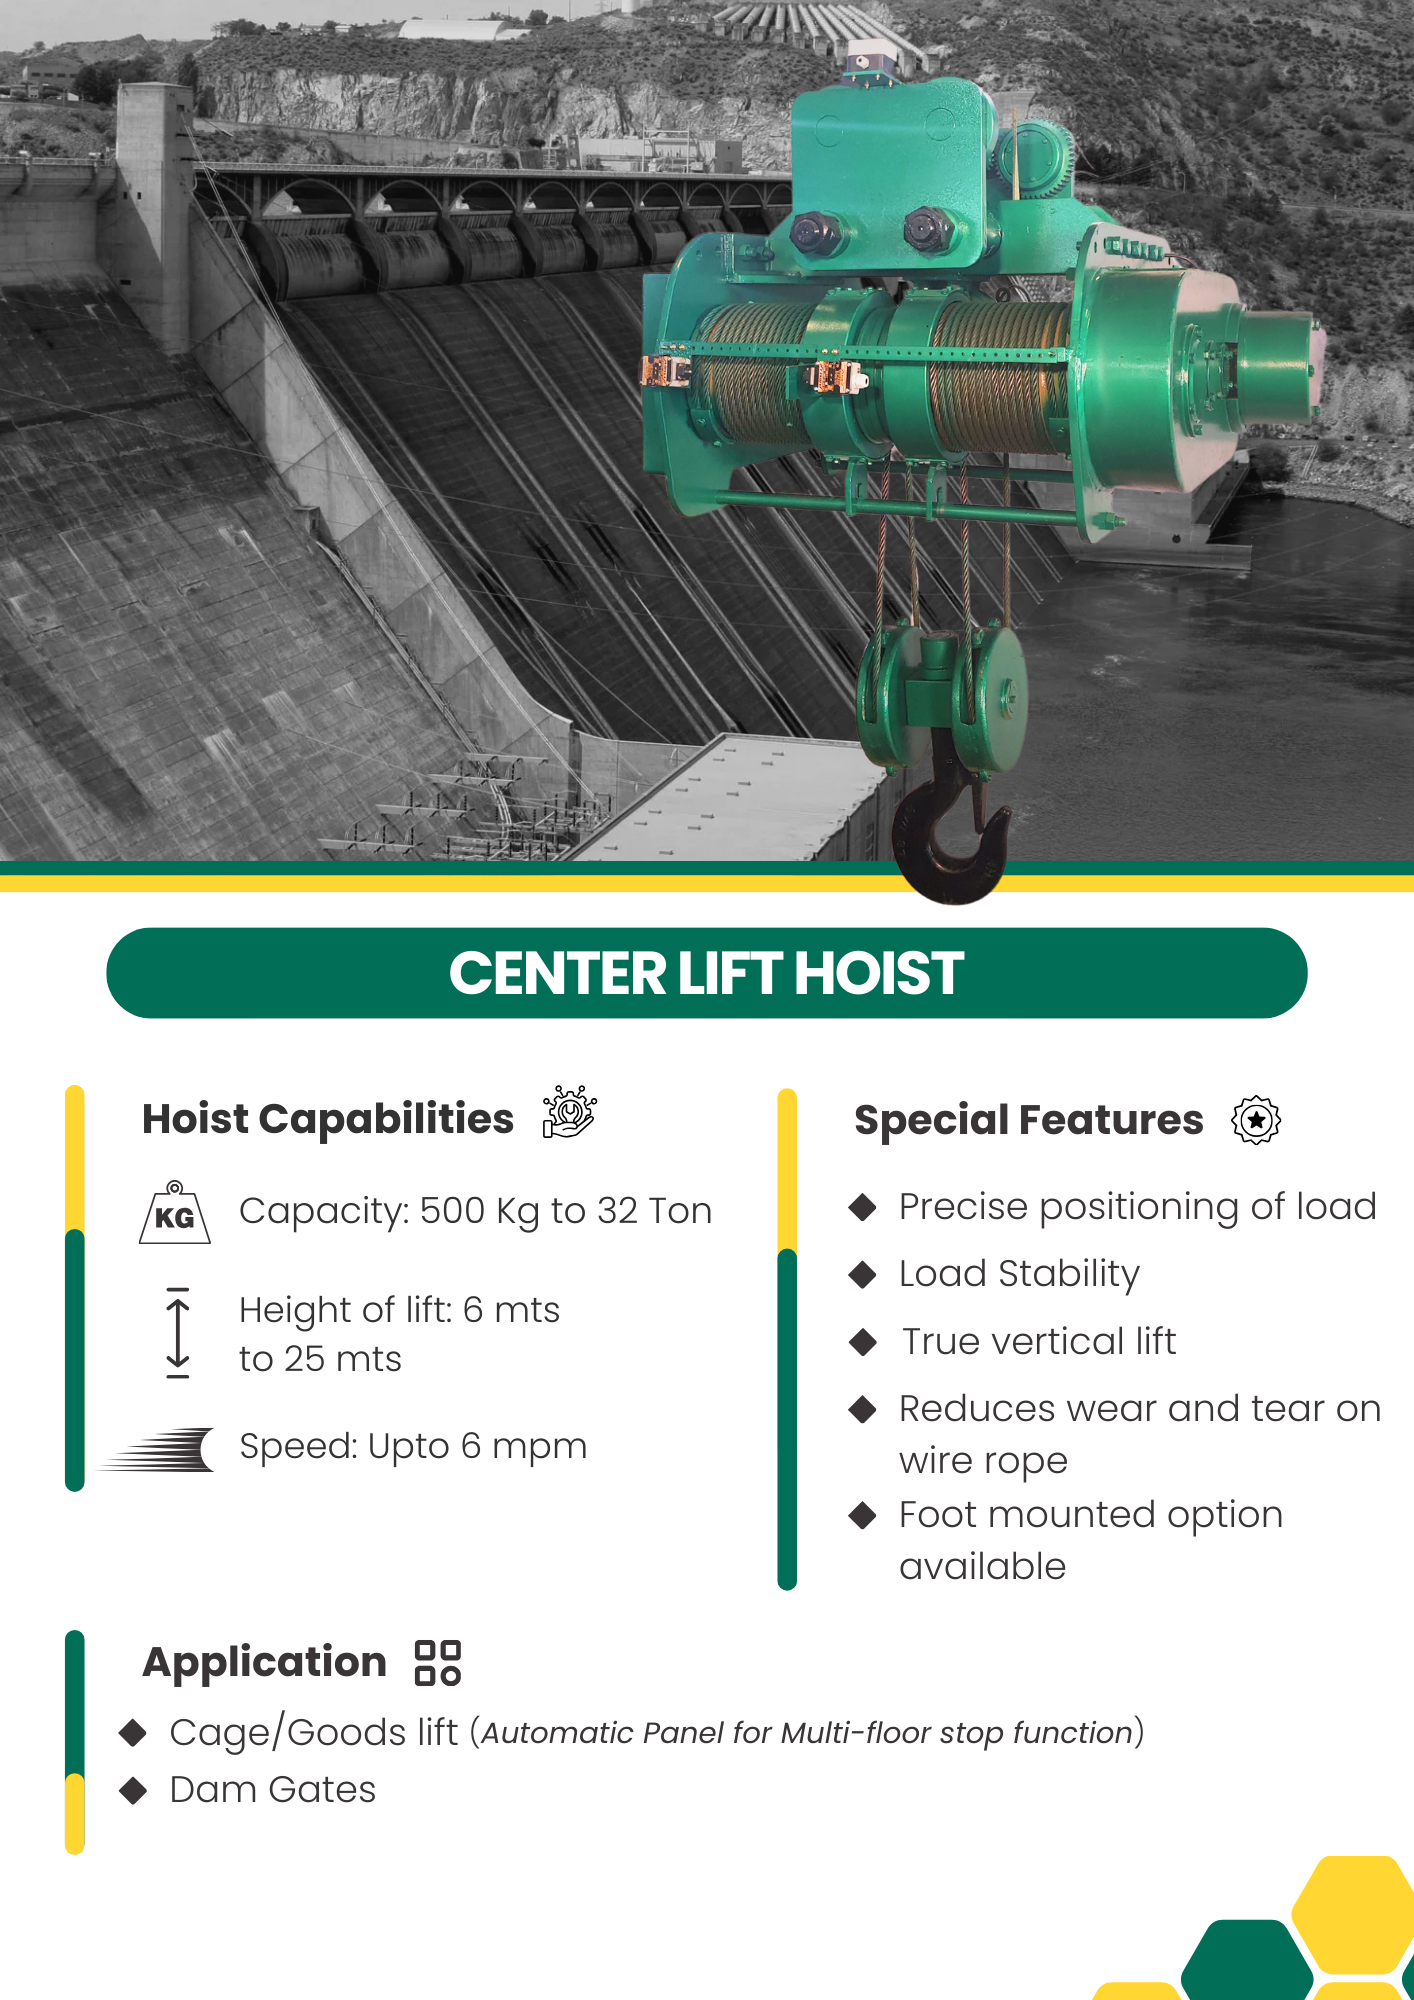 CENTER LIFT HOIST
Hoist Capabilities
KG
Capacity: 500 Kg to 32 Ton
Height of lift: 6 mts
to 25 mts
Speed: Upto 6 mpm
Special Features
Precise positioning of load
Load Stability
True vertical lift
Reduces wear and tear on
wire rope
Foot mounted option
available
Application
Cage/Goods lift (Automatic Panel for Multi-floor stop function)
Dam Gates